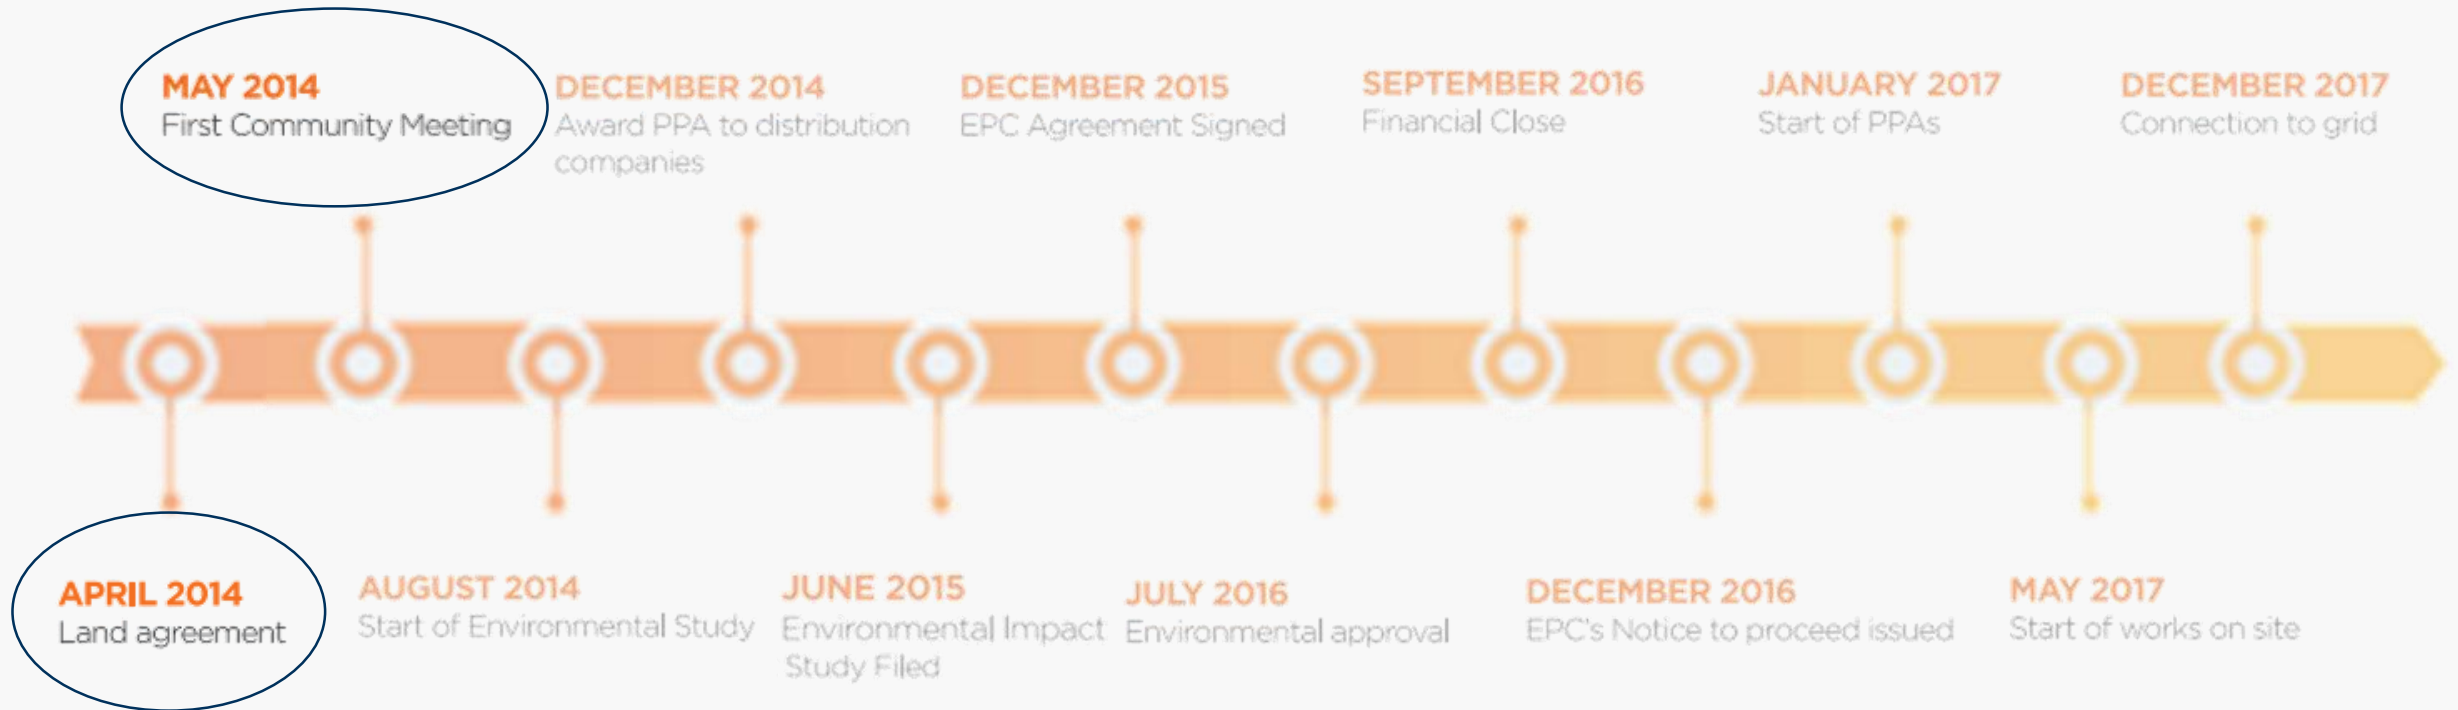 MAY 2014
First Community Meeting
DECEMBER 2014
Award PPA to distribution
companies
DECEMBER 2015
EPC Agreement Signed
SEPTEMBER 2016
Financial Close
JANUARY 2017
Start of PPAs
DECEMBER 2017
Connection to grid
APRIL 2014
Land agreement
AUGUST 2014
Start of Environmental Study
JUNE 2015
Environmental Impact
Study Filed
JULY 2016
Environmental approval
DECEMBER 2016
EPC's Notice to proceed issued
MAY 2017
Start of works on site